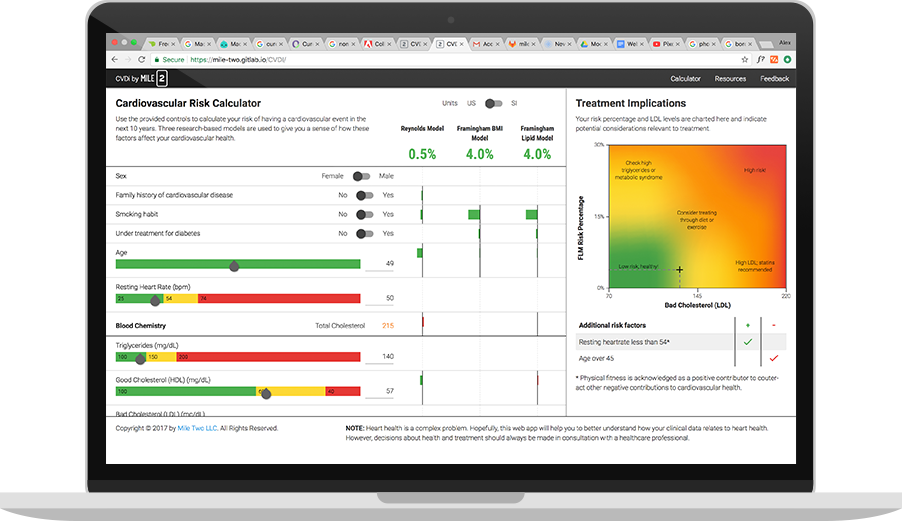 Free
Mac
Mo
curr
Cur
non
Coll
CVD
CVD
Acc
mile
Nev
Mod
Wel
Pix
pho
bor
Alex
Secure
https://mile-two.gitlab.io/CVDI/
CVDi by MILE 2
Calculator Resources Feedback
Cardiovascular Risk Calculator
Units US SI
Use the provided controls to calculate your risk of having a cardiovascular event in the
next 10 years. Three research-based models are used to give you a sense of how these
factors affect your cardiovascular health.
Reynolds Model
Framingham BMI
Model
Framingham
Lipid Model
0.5% 4.0% 4.0%
Sex Female Male
Family history of cardiovascular disease No Yes
Smoking habit No Yes
Under treatment for diabetes No Yes
Age
49
Resting Heart Rate (bpm)
25 54 74 50
Blood Chemistry Total Cholesterol 215
Triglycerides (mg/dL)
100 150 200 140
Good Cholesterol (HDL) (mg/dL)
100 40 57
Bad Cholesterol (LDL) (mg/dL)
Treatment Implications
Your risk percentage and LDL levels are charted here and indicate
potential considerations relevant to treatment.
FLM Risk Percentage
30%
15%
0%
Check high
triglycerides or
metabolic syndrome
High risk!
Consider treating
through diet or
exercise
Low risk, healthy!
High LDL; statins
recommended
70 145 220
Bad Cholesterol (LDL)
Additional risk factors + -
Resting heartrate less than 54*
Age over 45
* Physical fitness is acknowledged as a positive contributor to couter-
act other negative contributions to cardiovascular health.
Copyright © 2017 by Mile Two LLC. All Rights Reserved.
NOTE: Heart health is a complex problem. Hopefully, this web app will help you to better understand how your clinical data relates to heart health.
However, decisions about health and treatment should always be made in consultation with a healthcare professional.